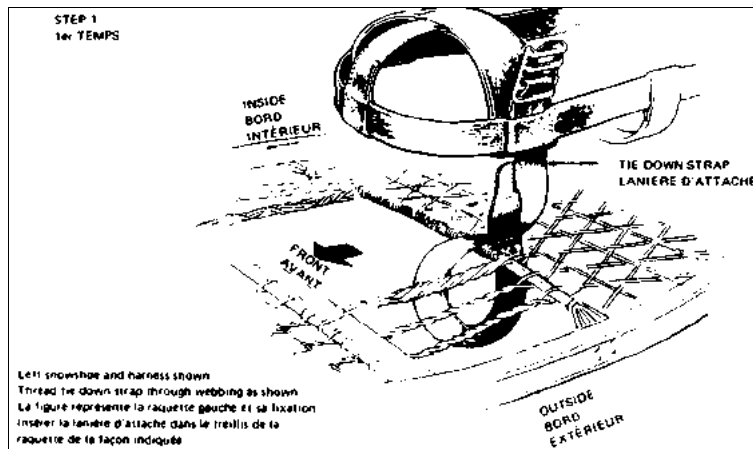 STEP 1
1er TEMPS
INSIDE
BORD
INTÉRIEUR
TIE DOWN STRAP
LANIÈRE D'ATTACHE
FRONT
AVANT
Left snowshoe and harness shown
Thread tie down strap through webbing as shown
La figure représente la raquette gauche et sa fixation
Insérer la lanière d'attache dans le treillis de la
raquette de la façon indiquée
OUTSIDE
BORD
EXTÉRIEUR